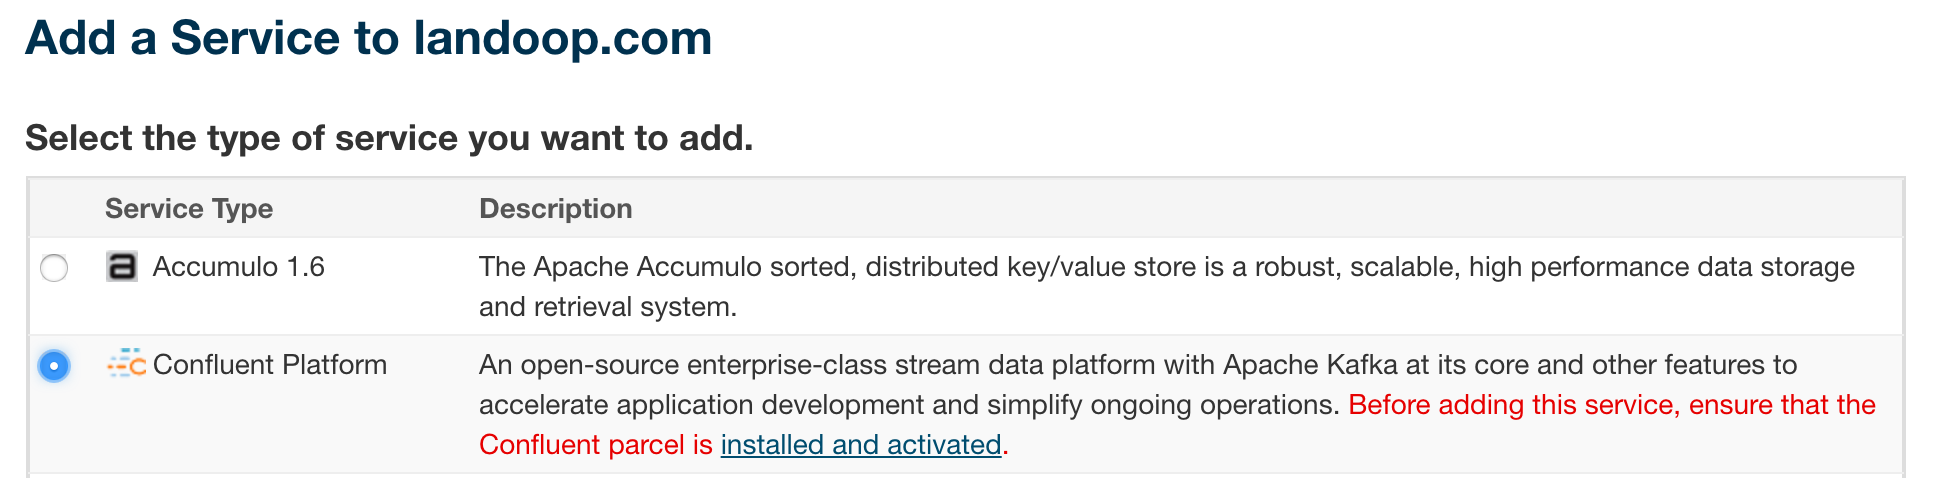 Add a Service to landoop.com
Select the type of service you want to add.
Service Type Description
Accumulo 1.6 The Apache Accumulo sorted, distributed key/value store is a robust, scalable, high performance data storage
and retrieval system.
Confluent Platform An open-source enterprise-class stream data platform with Apache Kafka at its core and other features to
accelerate application development and simplify ongoing operations. Before adding this service, ensure that the
Confluent parcel is installed and activated.